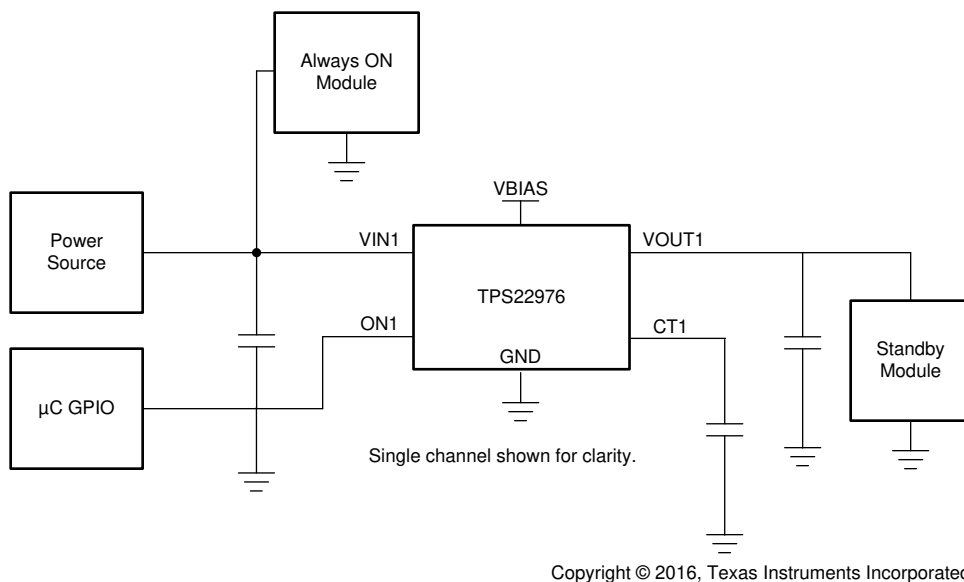 Always ON
Module
Power
Source
VIN1
VBIAS
VOUT1
TPS22976
ON1
CT1
GND
µC GPIO
Standby
Module
Single channel shown for clarity.
Copyright © 2016, Texas Instruments Incorporated